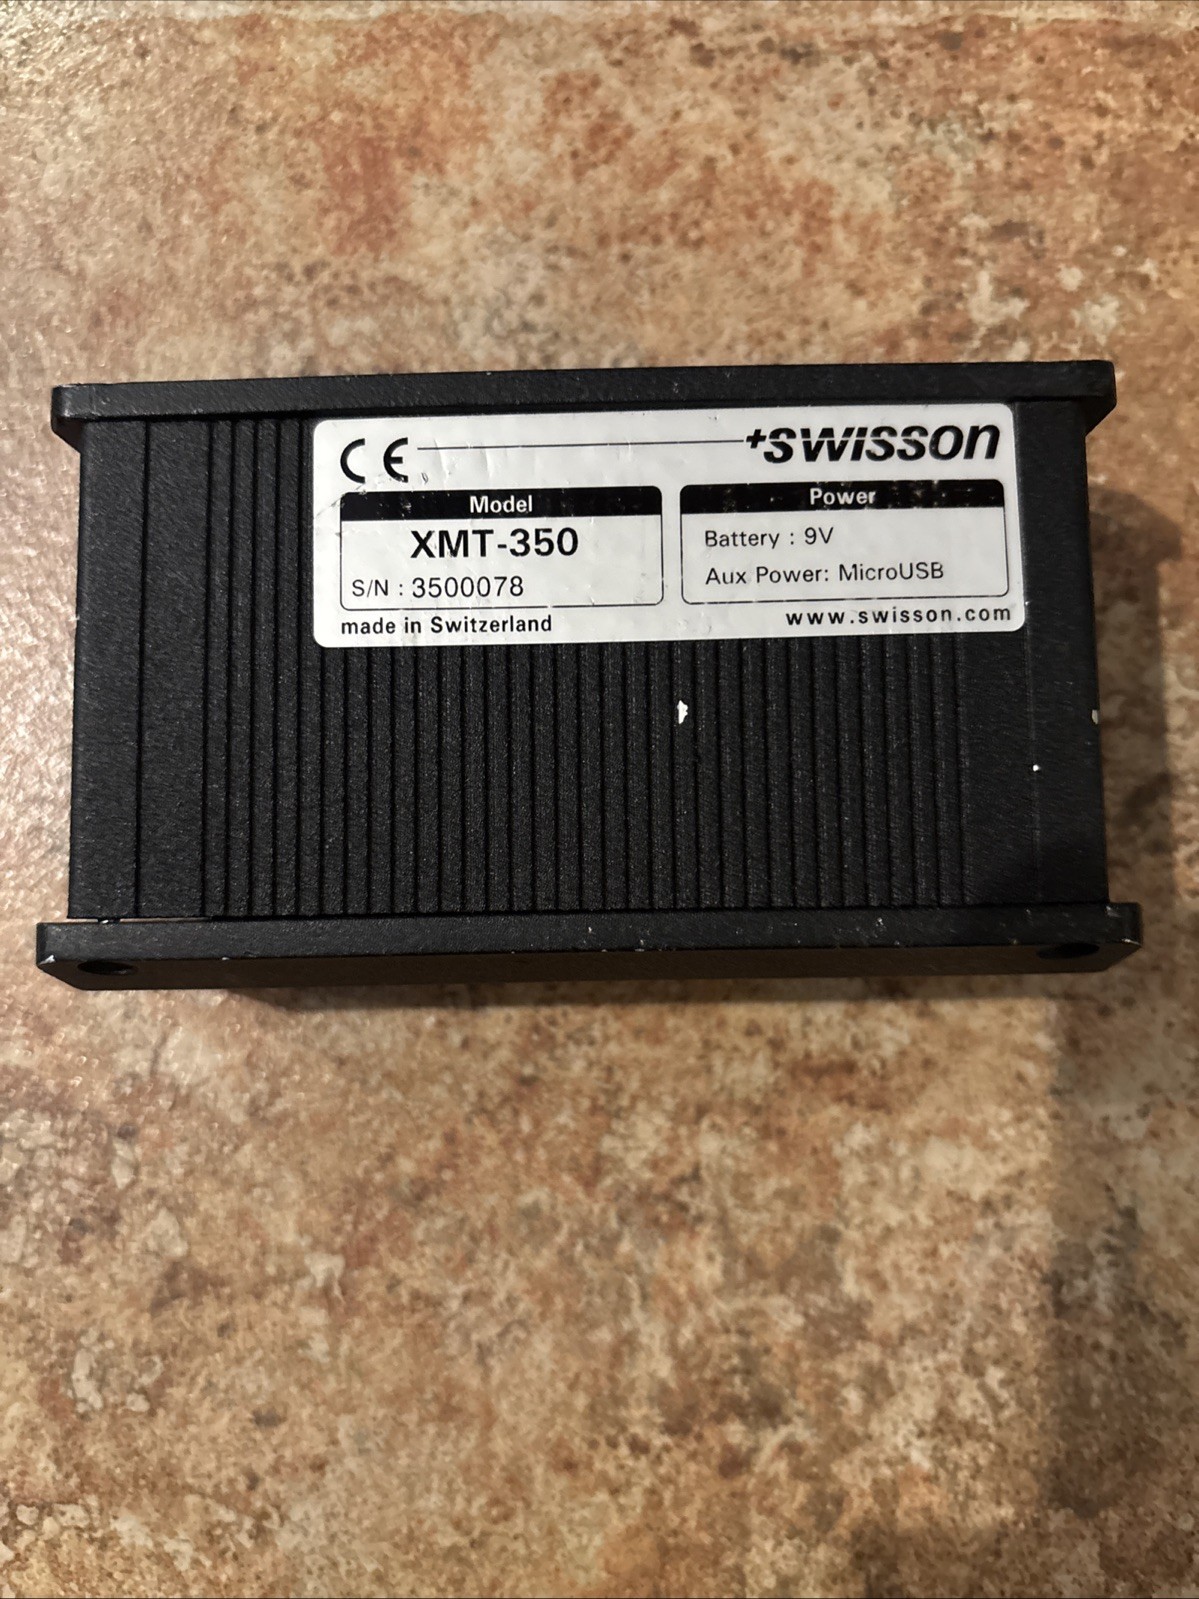 CE +swisson
Model
XMT-350
S/N : 3500078
Power
Battery : 9V
Aux Power: MicroUSB
made in Switzerland
www.swisson.com